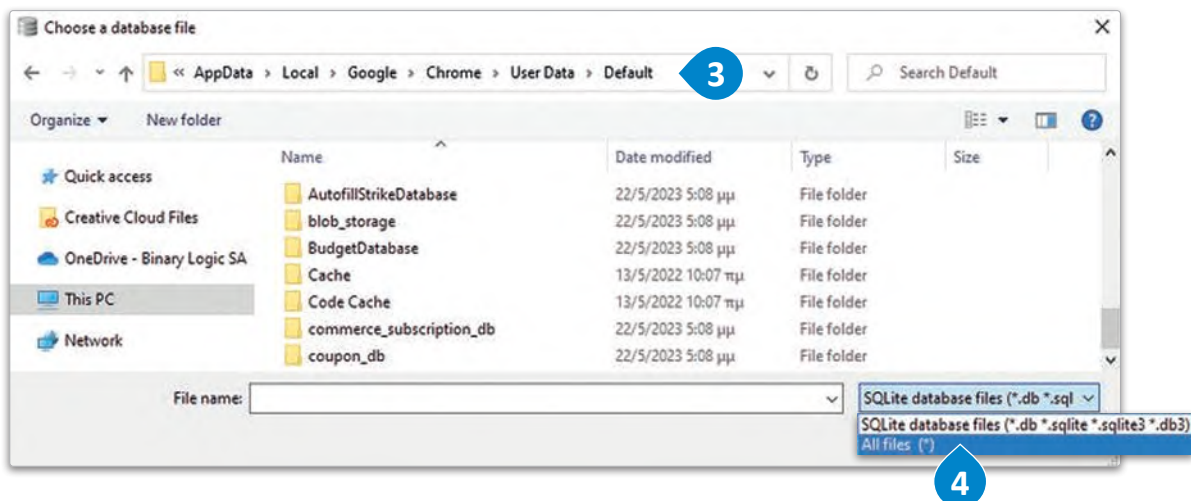 Choose a database file
« AppData › Local › Google › Chrome › User Data › Default
3
Search Default
Organize
New folder
Name Date modified Type Size
Quick access
Creative Cloud Files
OneDrive - Binary Logic SA
This PC
Network
AutofillStrikeDatabase 22/5/2023 5:08 μμ File folder
blob_storage 22/5/2023 5:08 μμ File folder
BudgetDatabase 22/5/2023 5:08 μμ File folder
Cache 13/5/2022 10:07 πμ File folder
Code Cache 13/5/2022 10:07 πμ File folder
commerce_subscription_db 22/5/2023 5:08 μμ File folder
coupon_db 22/5/2023 5:08 μμ File folder
File name:
SQLite database files (*.db *.sql
SQLite database files (*.db *.sqlite *.sqlite3 *.db3)
All files (*)
4